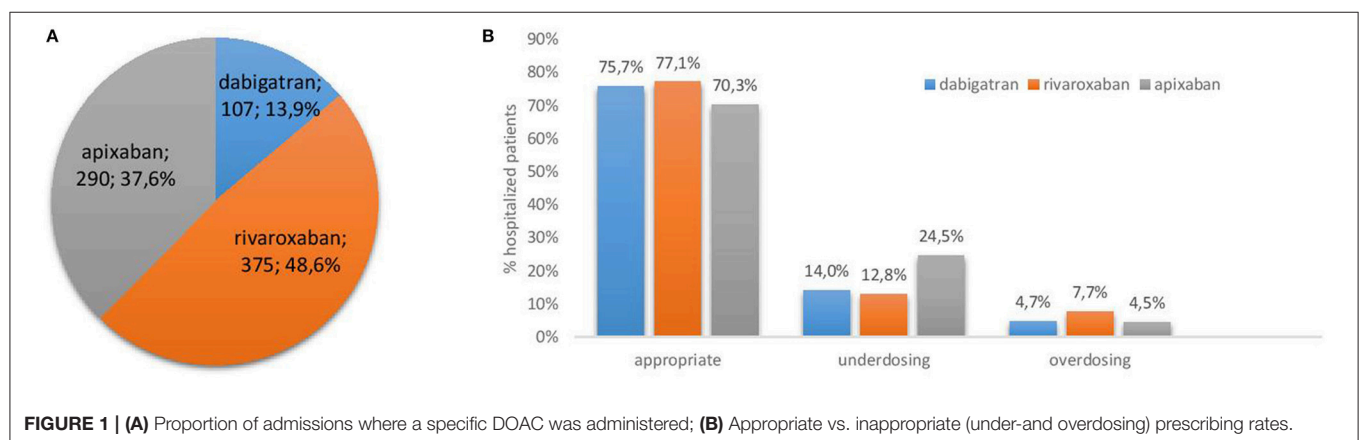 A
dabigatran;
107; 13,9%
apixaban;
290; 37,6%
rivaroxaban;
375; 48,6%
B
% hospitalized patients
90%
80%
70%
60%
50%
40%
30%
20%
10%
0%
75,7%
77,1%
70,3%
14,0%
12,8%
24,5%
4,7%
7,7%
4,5%
dabigatran rivaroxaban apixaban
appropriate underdosing overdosing
FIGURE 1 | (A) Proportion of admissions where a specific DOAC was administered; (B) Appropriate vs. inappropriate (under-and overdosing) prescribing rates.